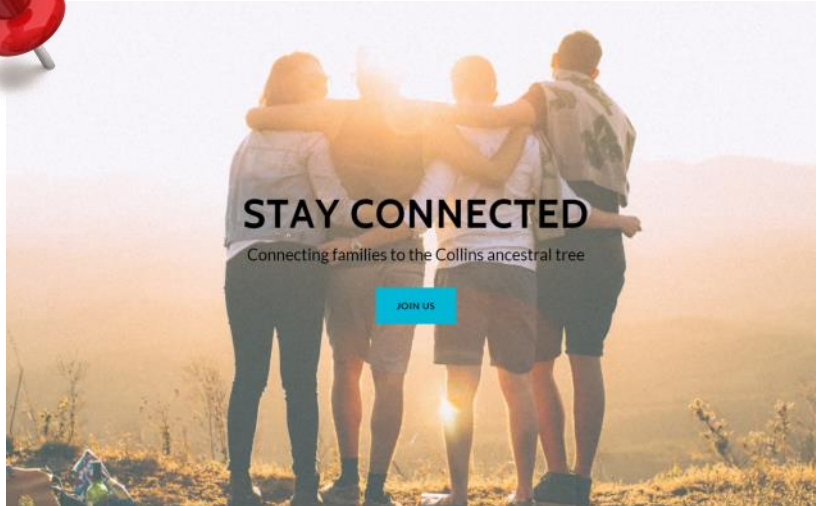 STAY CONNECTED
Connecting families to the Collins ancestral tree
JOIN US